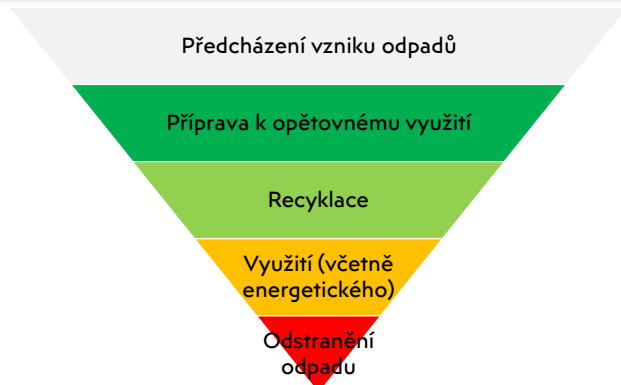 Předcházení vzniku odpadů
Příprava k opětovnému využití
Recyklace
Využití (včetně
energetického)
Odstranění
odpadu